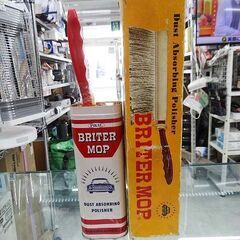 BRITER
MOP
DUST ABSORBING
POLISHER
Dust Absorbing Polisher
BRITER MOP